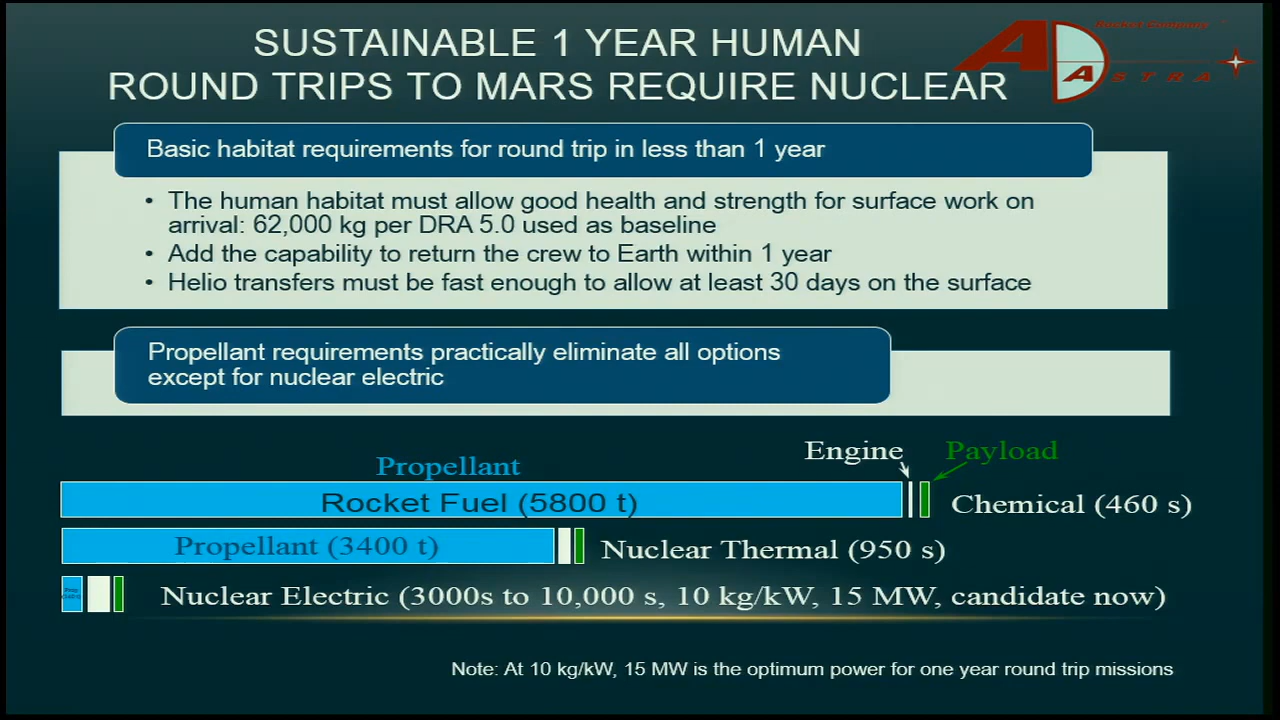 SUSTAINABLE 1 YEAR HUMAN
ROUND TRIPS TO MARS REQUIRE NUCLEAR
Rocket Company
AD ASTRA
Basic habitat requirements for round trip in less than 1 year
• The human habitat must allow good health and strength for surface work on
arrival: 62,000 kg per DRA 5.0 used as baseline
• Add the capability to return the crew to Earth within 1 year
• Helio transfers must be fast enough to allow at least 30 days on the surface
Propellant requirements practically eliminate all options
except for nuclear electric
Propellant
Engine
Payload
Rocket Fuel (5800 t)
Chemical (460 s)
Propellant (3400 t)
Nuclear Thermal (950 s)
Nuclear Electric (3000s to 10,000 s, 10 kg/kW, 15 MW, candidate now)
Note: At 10 kg/kW, 15 MW is the optimum power for one year round trip missions